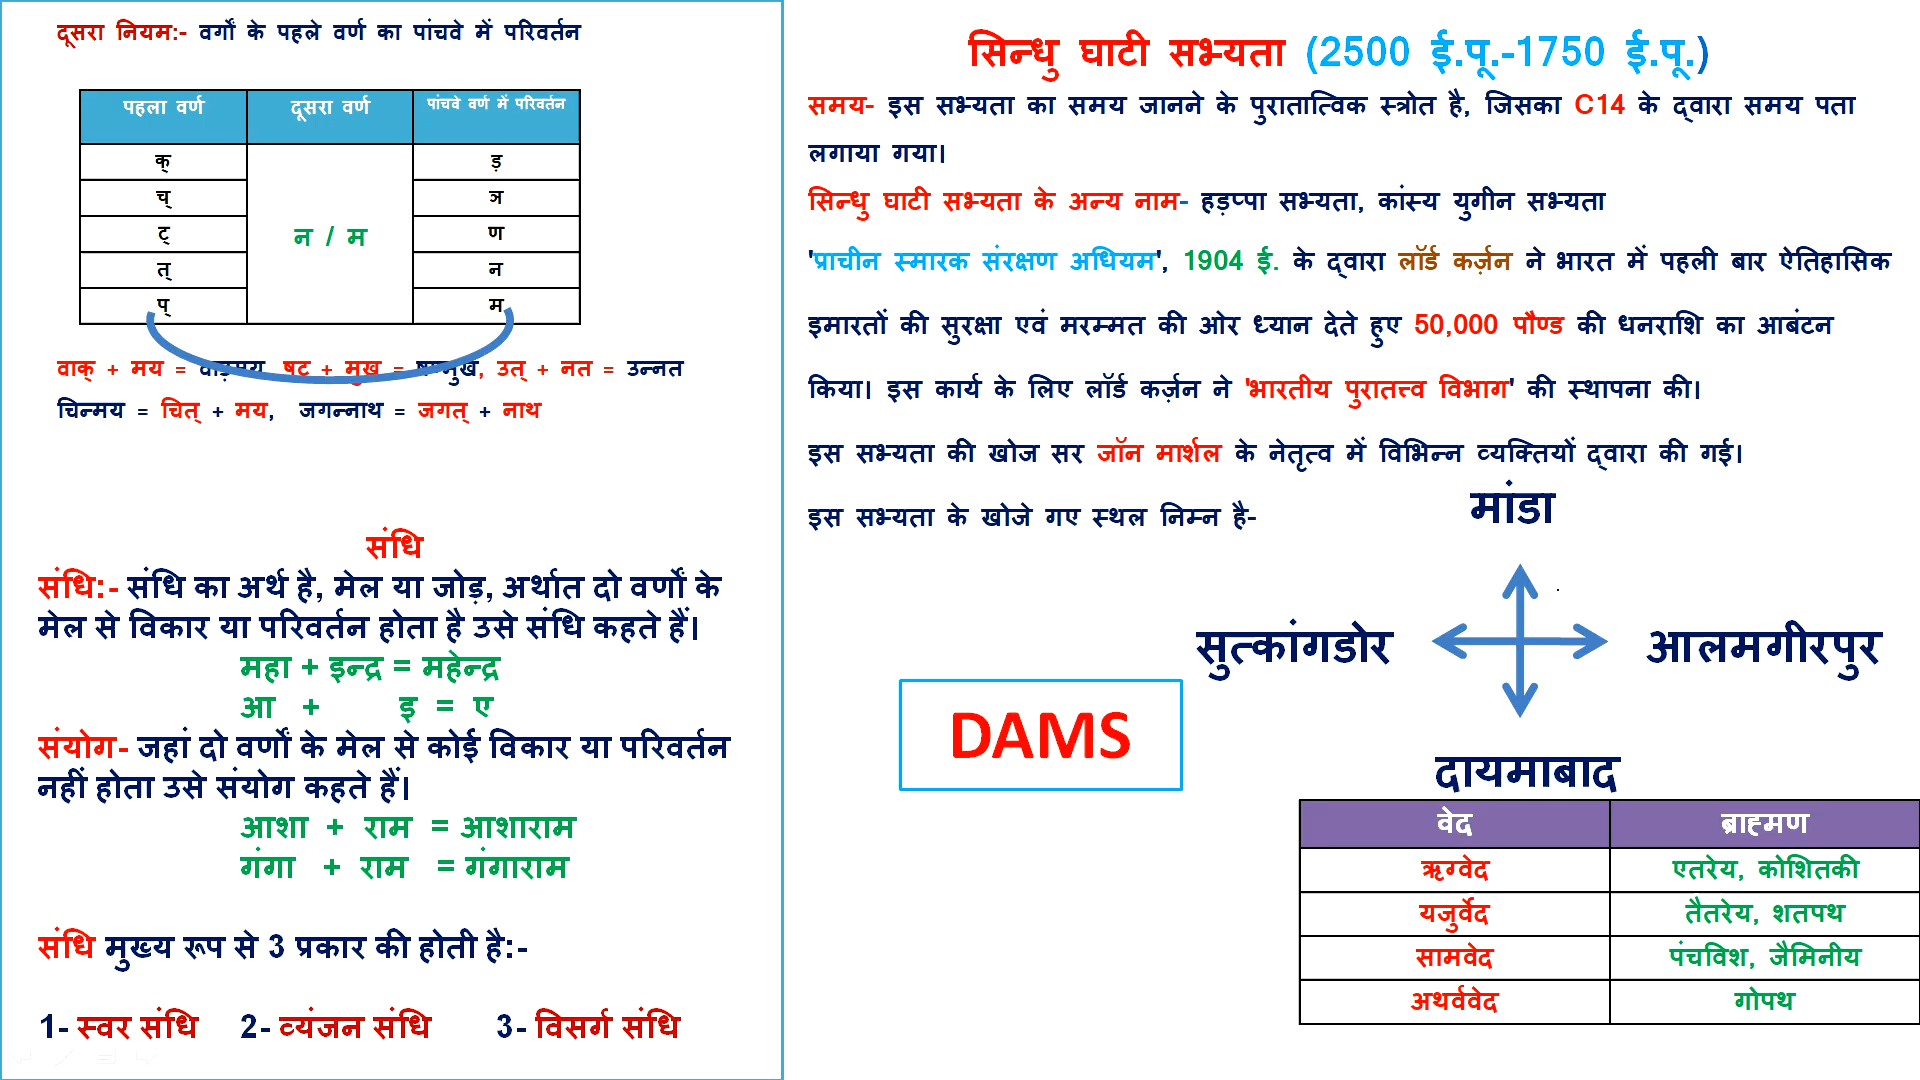 दूसरा नियम:- वर्गों के पहले वर्ण का पांचवे में परिवर्तन
पहला वर्ण दूसरा वर्ण पांचवे वर्ण में परिवर्तन
क् ड़
च् ञ
ट् ण
न / म
त् न
प् म
वाक् + मय = वाड़मय, षट् + मुख = षण्मुख, उत् + नत = उन्नत
चिन्मय = चित् + मय, जगन्नाथ = जगत् + नाथ
संधि
संधि:- संधि का अर्थ है, मेल या जोड़, अर्थात दो वर्णों के
मेल से विकार या परिवर्तन होता है उसे संधि कहते हैं।
महा + इन्द्र = महेन्द्र
आ + इ = ए
संयोग- जहां दो वर्णों के मेल से कोई विकार या परिवर्तन
नहीं होता उसे संयोग कहते हैं।
आशा + राम = आशाराम
गंगा + राम = गंगाराम
संधि मुख्य रूप से 3 प्रकार की होती है:-
1- स्वर संधि 2- व्यंजन संधि 3- विसर्ग संधि
सिन्धु घाटी सभ्यता (2500 ई.पू.-1750 ई.पू.)
समय- इस सभ्यता का समय जानने के पुरातात्विक स्त्रोत है, जिसका C14 के द्वारा समय पता
लगाया गया।
सिन्धु घाटी सभ्यता के अन्य नाम- हड़प्पा सभ्यता, कांस्य युगीन सभ्यता
'प्राचीन स्मारक संरक्षण अधियम', 1904 ई. के द्वारा लॉर्ड कर्ज़न ने भारत में पहली बार ऐतिहासिक
इमारतों की सुरक्षा एवं मरम्मत की ओर ध्यान देते हुए 50,000 पौण्ड की धनराशि का आबंटन
किया। इस कार्य के लिए लॉर्ड कर्ज़न ने 'भारतीय पुरातत्त्व विभाग' की स्थापना की।
इस सभ्यता की खोज सर जॉन मार्शल के नेतृत्व में विभिन्न व्यक्तियों द्वारा की गई।
इस सभ्यता के खोजे गए स्थल निम्न है-
मांडा
सुत्कांगडोर आलमगीरपुर
दायमाबाद
DAMS
वेद ब्राह्मण
ऋग्वेद एतरेय, कोशितकी
यजुर्वेद तैतरेय, शतपथ
सामवेद पंचविश, जैमिनीय
अथर्ववेद गोपथ